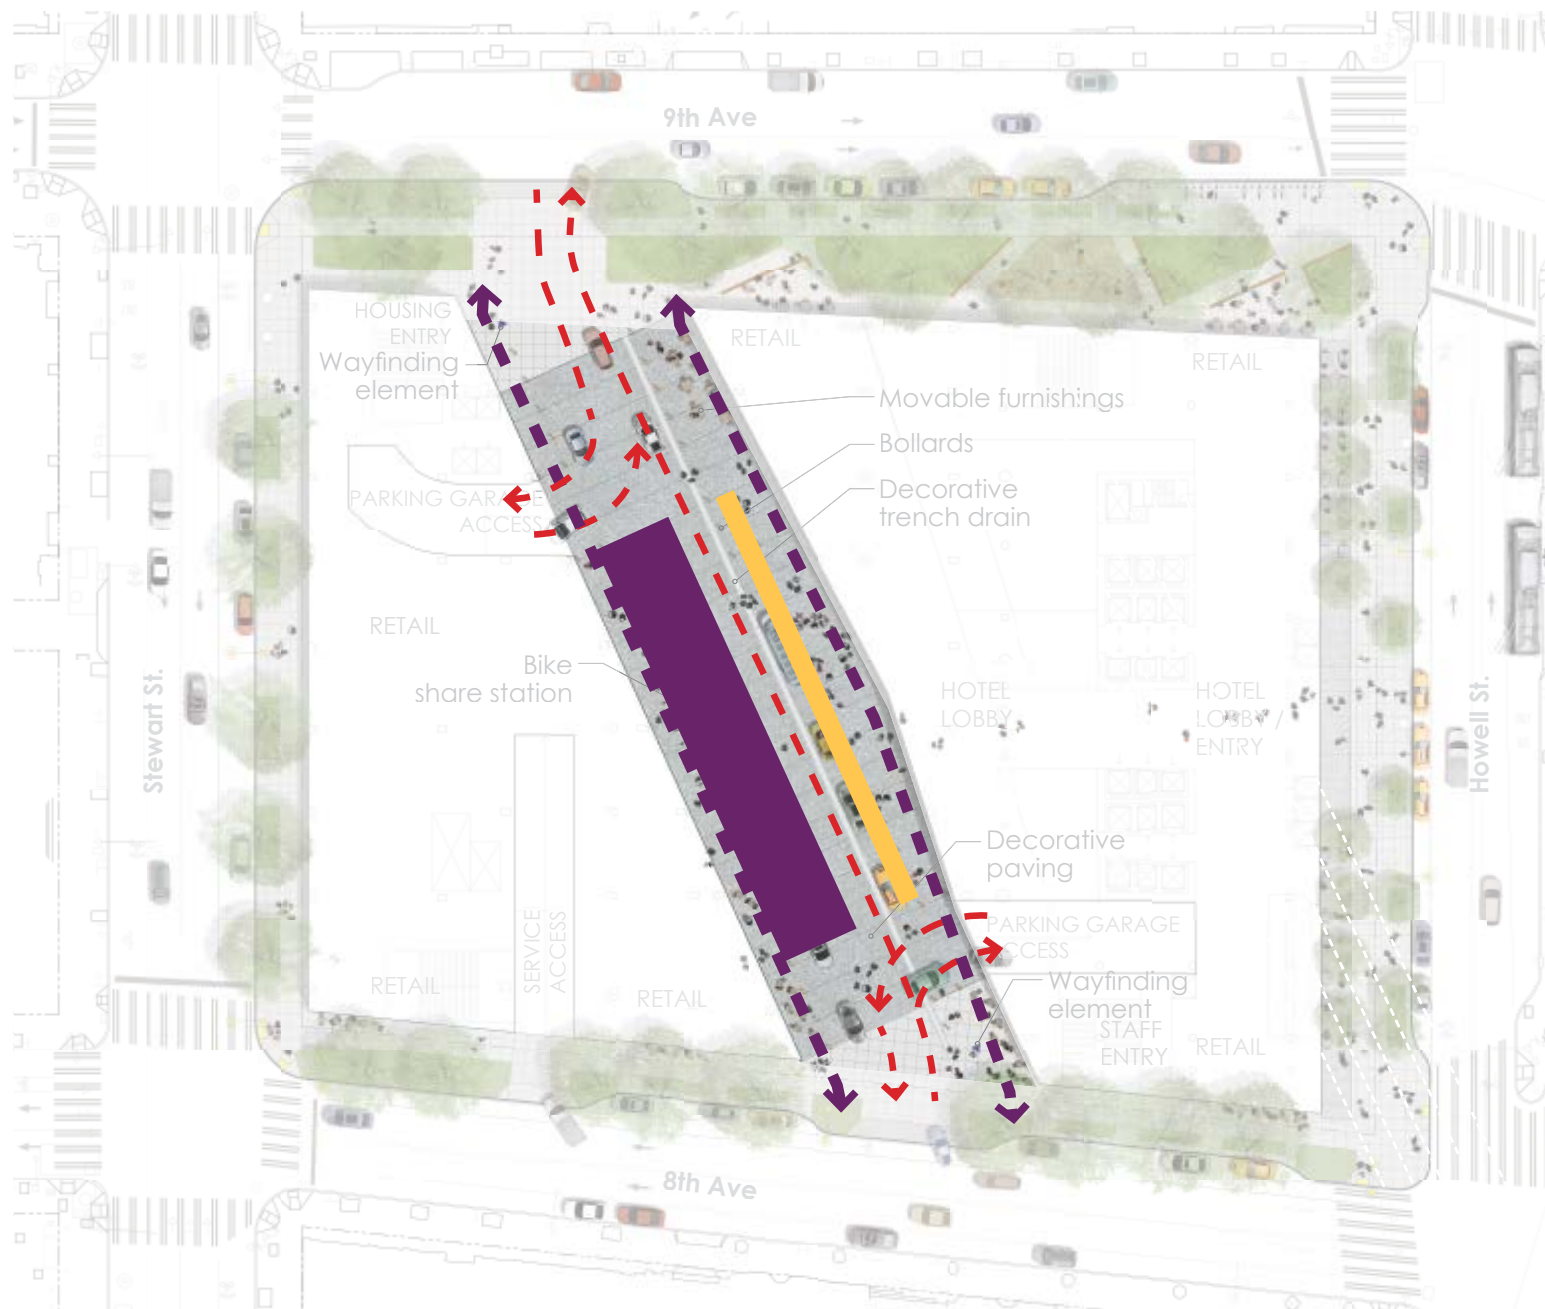 9th Ave
HOUSING
ENTRY
Wayfinding
element
RETAIL
RETAIL
Movable furnishings
Bollards
Decorative
trench drain
PARKING GARAGE
ACCESS
RETAIL
Bike
share station
HOTEL
LOBBY
HOTEL
LOBBY /
ENTRY
Stewart St.
Howell St.
Decorative
paving
SERVICE
ACCESS
PARKING GARAGE
ACCESS
RETAIL
RETAIL
Wayfinding
element
STAFF
ENTRY
RETAIL
8th Ave